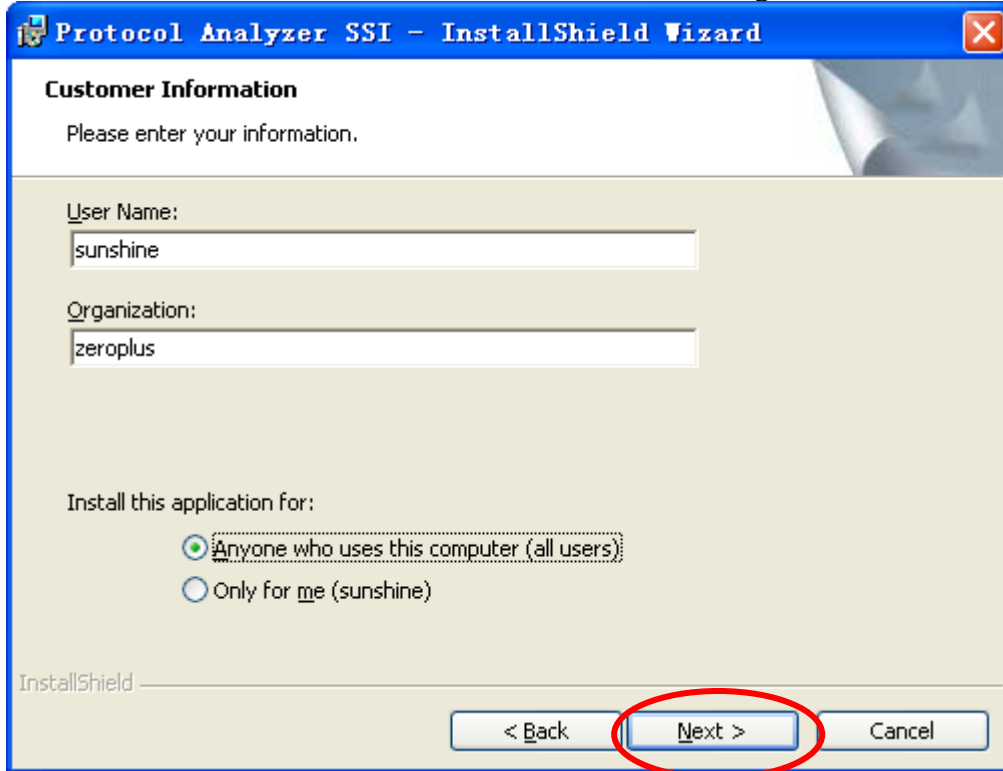 Protocol Analyzer SSI - InstallShield Wizard
Customer Information
Please enter your information.
User Name:
sunshine
Organization:
zeroplus
Install this application for:
Anyone who uses this computer (all users)
Only for me (sunshine)
InstallShield
< Back Next > Cancel